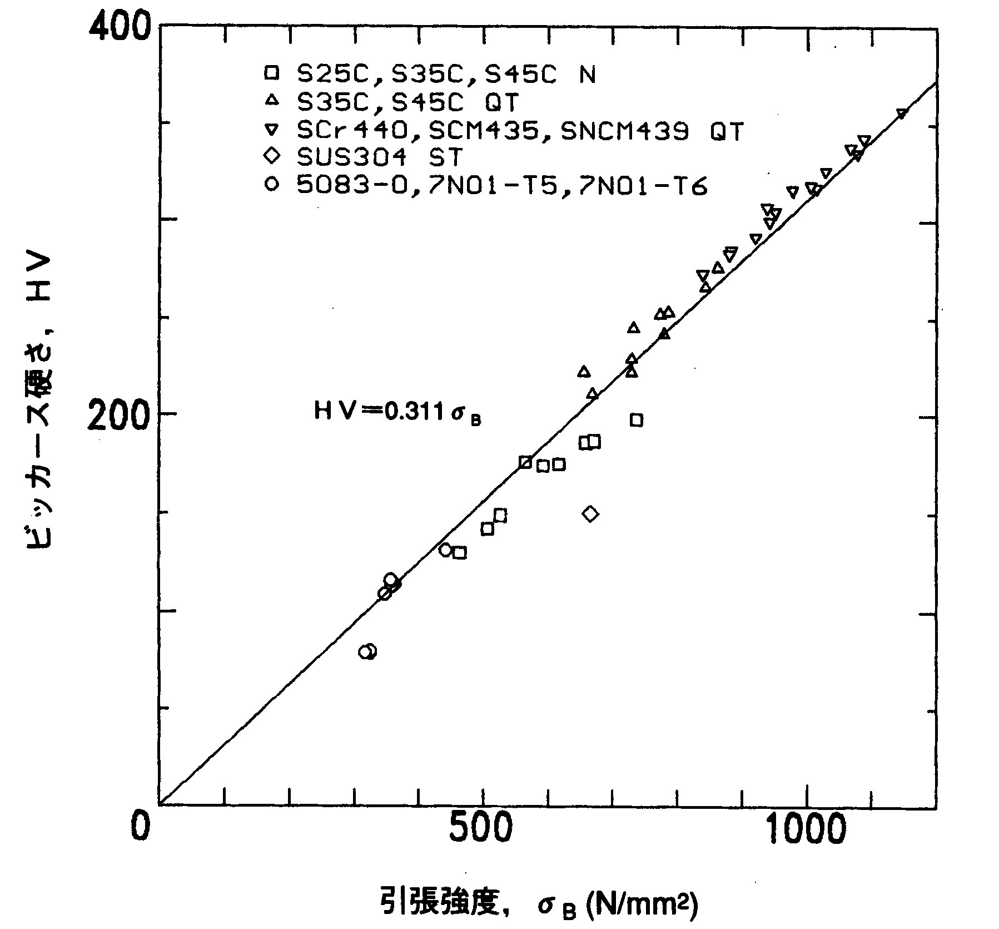 400
S25C,S35C,S45C N
S35C,S45C QT
SCr440,SCM435,SNCM439 QT
SUS304 ST
5083-O,7N01-T5,7N01-T6
ビッカース硬さ, HV
200
HV=0.311σB
0
500
1000
引張強度, σB (N/mm2)